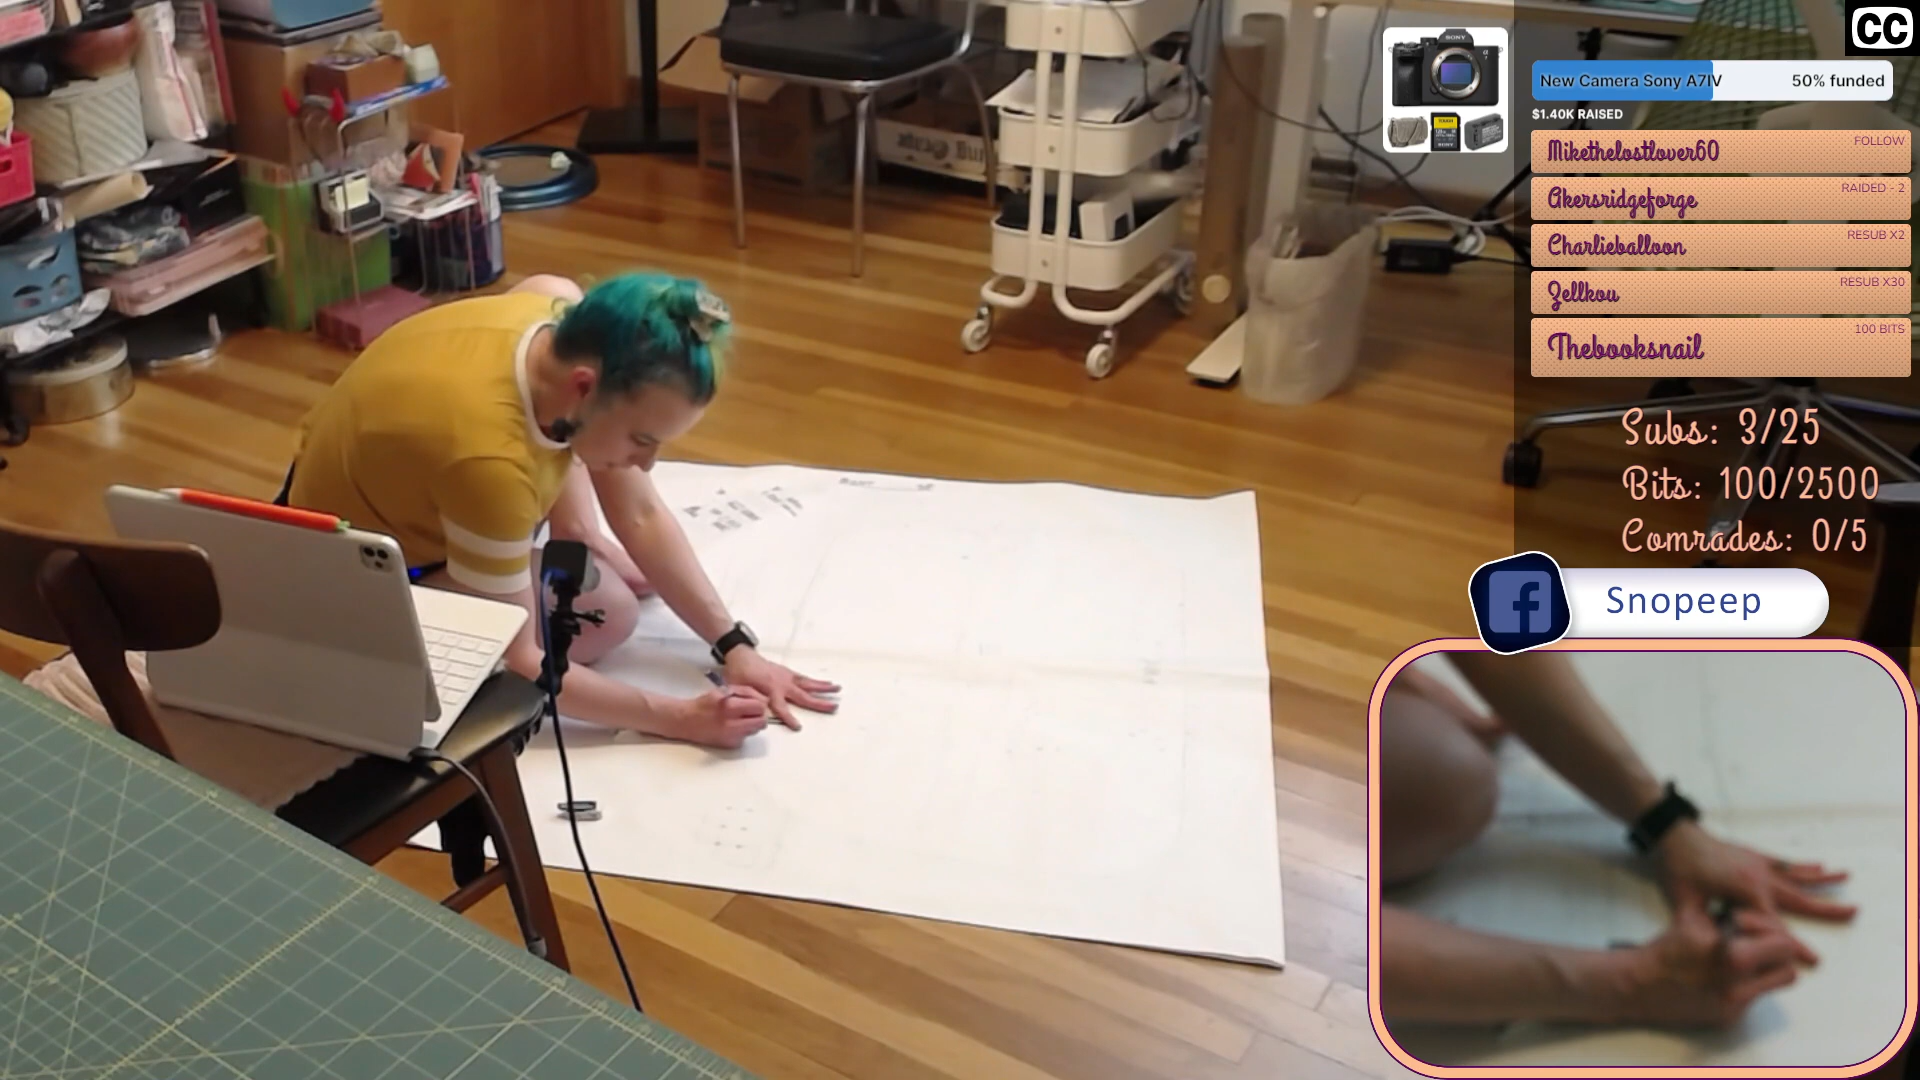 CC
SONY
New Camera Sony A7IV 50% funded
$1.40K RAISED
Mikethelostlover60 FOLLOW
Akersridgeforge RAIDED - 2
Charlieballoon RESUB X2
Zellkou RESUB X30
Thebooksnail 100 BITS
Subs: 3/25
Bits: 100/2500
Comrades: 0/5
Snopeep